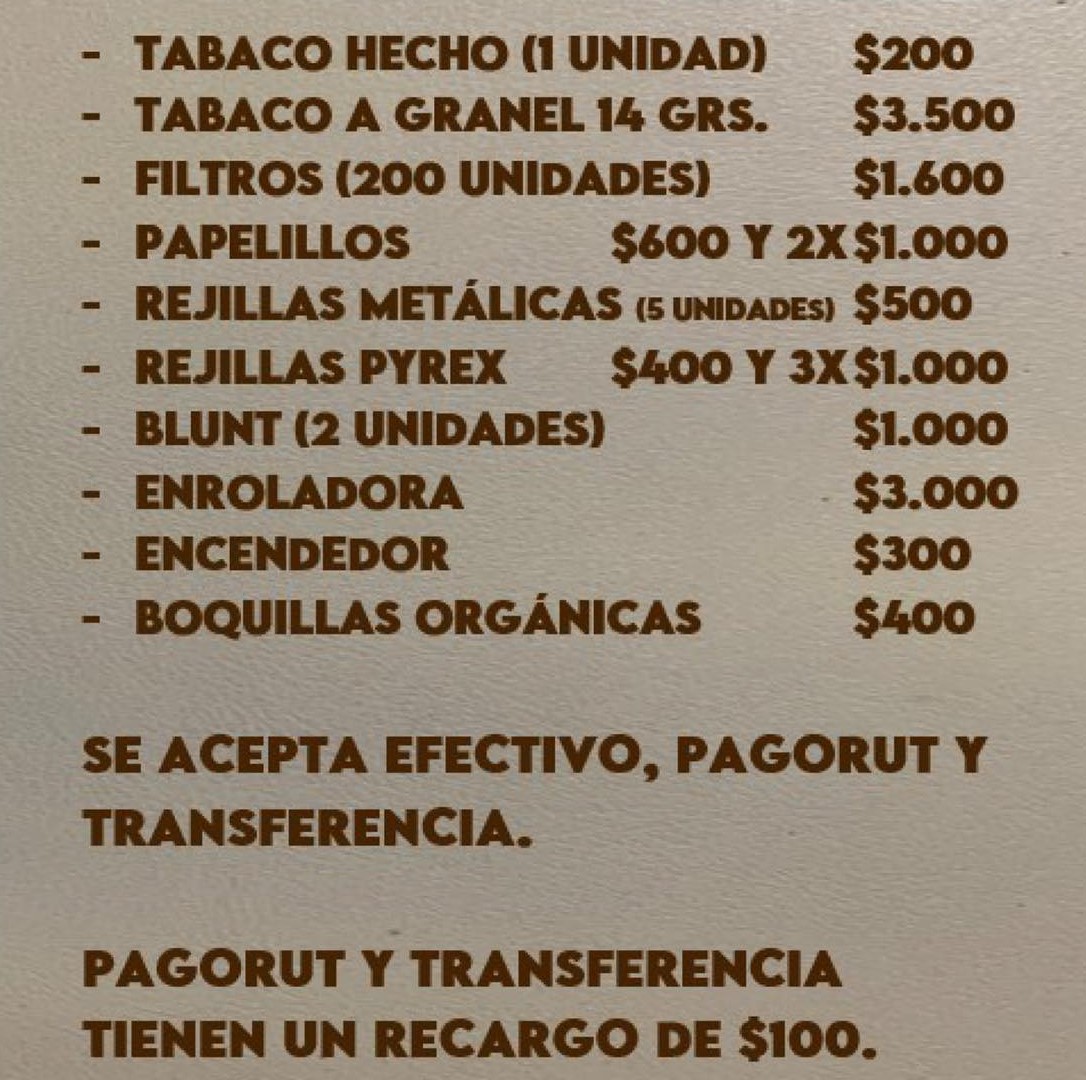 - TABACO HECHO (1 UNIDAD) $200
- TABACO A GRANEL 14 GRS. $3.500
- FILTROS (200 UNIDADES) $1.600
- PAPELILLOS $600 Y 2X$1.000
- REJILLAS METÁLICAS (5 UNIDADES) $500
- REJILLAS PYREX $400 Y 3X$1.000
- BLUNT (2 UNIDADES) $1.000
- ENROLADORA $3.000
- ENCENDEDOR $300
- BOQUILLAS ORGÁNICAS $400
SE ACEPTA EFECTIVO, PAGORUT Y
TRANSFERENCIA.
PAGORUT Y TRANSFERENCIA
TIENEN UN RECARGO DE $100.